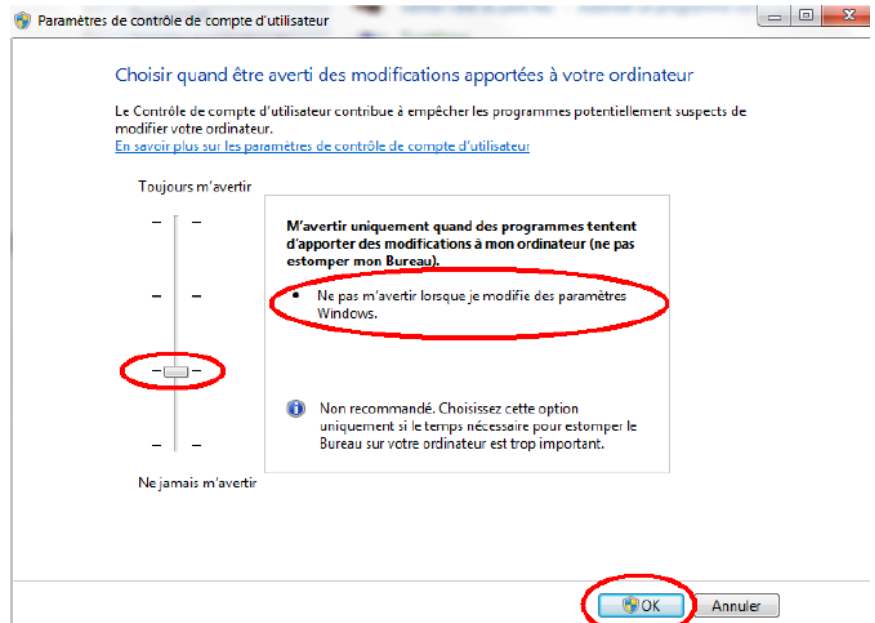 Paramètres de contrôle de compte d'utilisateur
Choisir quand être averti des modifications apportées à votre ordinateur
Le Contrôle de compte d'utilisateur contribue à empêcher les programmes potentiellement suspects de
modifier votre ordinateur.
En savoir plus sur les paramètres de contrôle de compte d'utilisateur
Toujours m'avertir
M'avertir uniquement quand des programmes tentent
d'apporter des modifications à mon ordinateur (ne pas
estomper mon Bureau).
• Ne pas m'avertir lorsque je modifie des paramètres
Windows.
Non recommandé. Choisissez cette option
uniquement si le temps nécessaire pour estomper le
Bureau sur votre ordinateur est trop important.
Ne jamais m'avertir
OK
Annuler